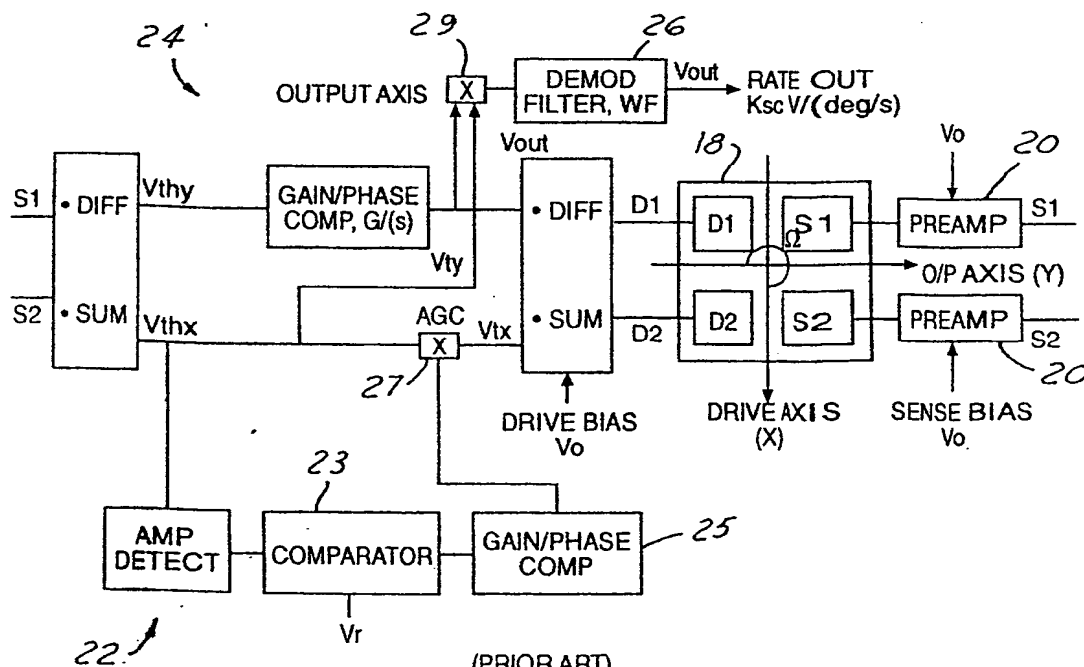 24
29
26
OUTPUT AXIS
X
DEMOD
FILTER, WF
Vout
RATE OUT
Ksc V/(deg/s)
S1
• DIFF
Vthy
GAIN/PHASE
COMP, G/(s)
Vout
• DIFF
D1
18
D1
S1
Ω
Vo
20
PREAMP
S1
O/P AXIS (Y)
Vty
S2
• SUM
Vthx
AGC
X
27
Vtx
• SUM
D2
D2
S2
PREAMP
S2
20
DRIVE BIAS
Vo
DRIVE AXIS
(X)
SENSE BIAS
Vo
23
AMP
DETECT
COMPARATOR
GAIN/PHASE
COMP
25
Vr
22
(PRIOR ART)